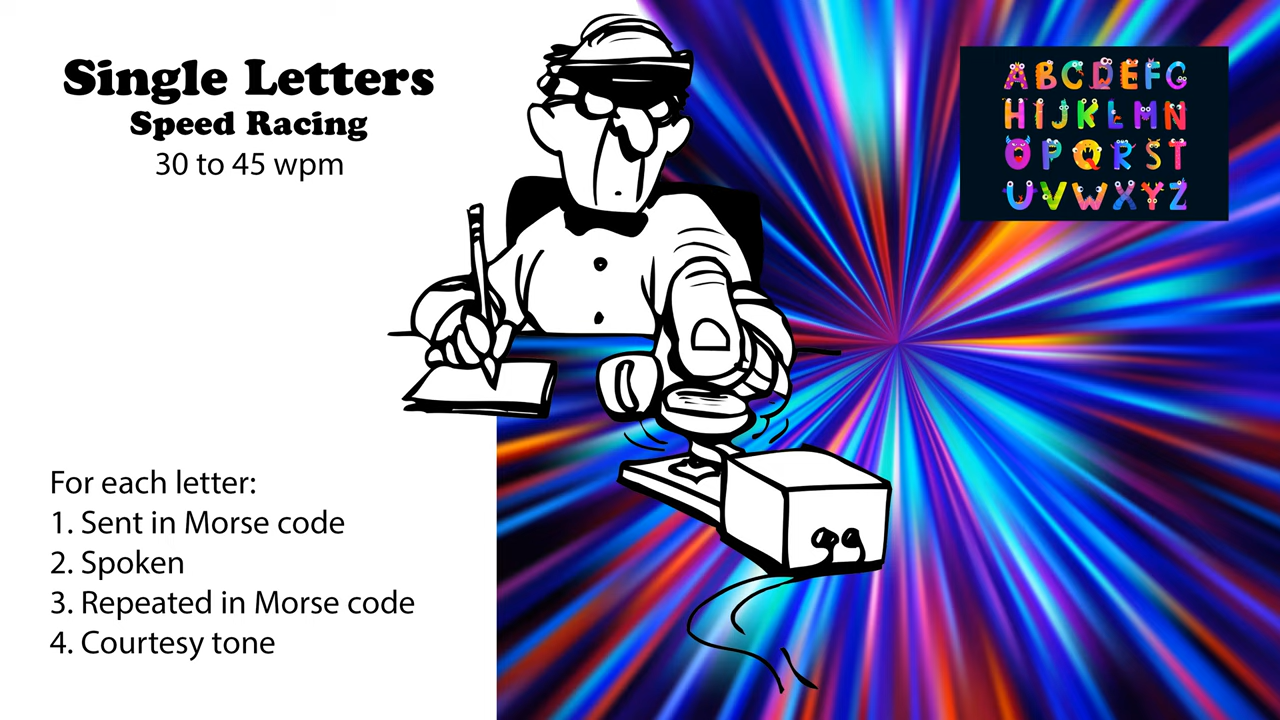 Single Letters
Speed Racing
30 to 45 wpm
ABCDEFG
HIJKLMN
OPQRST
UVWXYZ
For each letter:
1. Sent in Morse code
2. Spoken
3. Repeated in Morse code
4. Courtesy tone